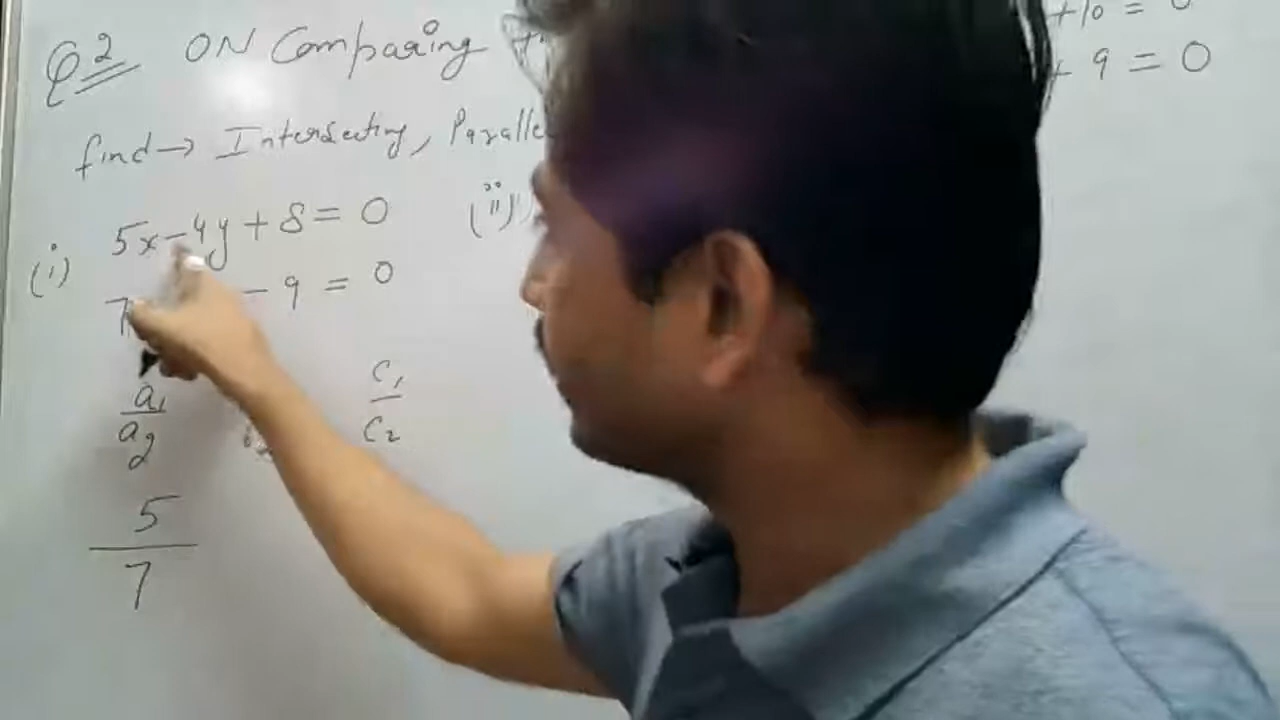 Q2 ON Comparing
+10 = 0
9 = 0
find → Intersecting,
(i) 5x - 4y + 8 = 0
(ii)
7 - 9 = 0
a1 / a2 c1 / c2
5
7